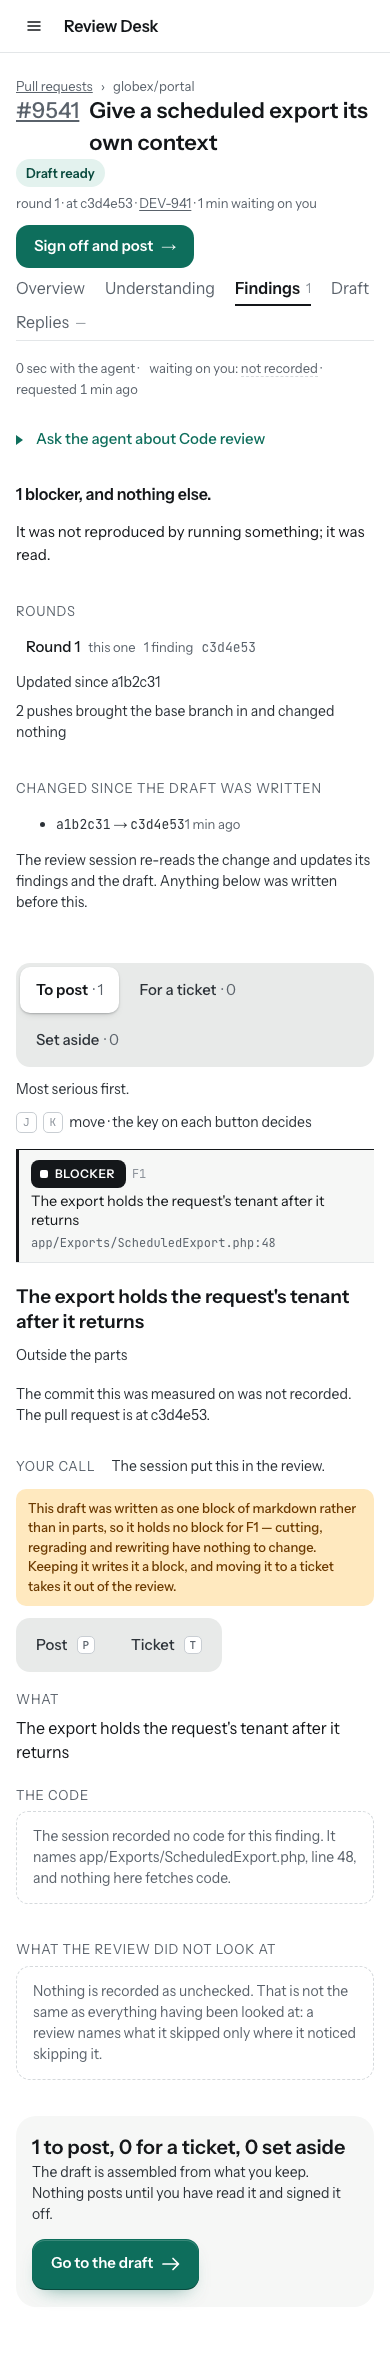 Review Desk
Pull requests › globex/portal
#9541 Give a scheduled export its
own context
Draft ready
round 1 · at c3d4e53 · DEV-941 · 1 min waiting on you
Sign off and post →
Overview Understanding Findings 1 Draft
Replies —
0 sec with the agent · waiting on you: not recorded ·
requested 1 min ago
Ask the agent about Code review
1 blocker, and nothing else.
It was not reproduced by running something; it was
read.
ROUNDS
Round 1 this one 1 finding c3d4e53
Updated since a1b2c31
2 pushes brought the base branch in and changed
nothing
CHANGED SINCE THE DRAFT WAS WRITTEN
• a1b2c31 → c3d4e531 min ago
The review session re-reads the change and updates its
findings and the draft. Anything below was written
before this.
To post · 1 For a ticket · 0
Set aside · 0
Most serious first.
J K move · the key on each button decides
BLOCKER F1
The export holds the request's tenant after it
returns
app/Exports/ScheduledExport.php:48
The export holds the request's tenant
after it returns
Outside the parts
The commit this was measured on was not recorded.
The pull request is at c3d4e53.
YOUR CALL The session put this in the review.
This draft was written as one block of markdown rather
than in parts, so it holds no block for F1 — cutting,
regrading and rewriting have nothing to change.
Keeping it writes it a block, and moving it to a ticket
takes it out of the review.
Post P Ticket T
WHAT
The export holds the request's tenant after it
returns
THE CODE
The session recorded no code for this finding. It
names app/Exports/ScheduledExport.php, line 48,
and nothing here fetches code.
WHAT THE REVIEW DID NOT LOOK AT
Nothing is recorded as unchecked. That is not the
same as everything having been looked at: a
review names what it skipped only where it noticed
skipping it.
1 to post, 0 for a ticket, 0 set aside
The draft is assembled from what you keep.
Nothing posts until you have read it and signed it
off.
Go to the draft →